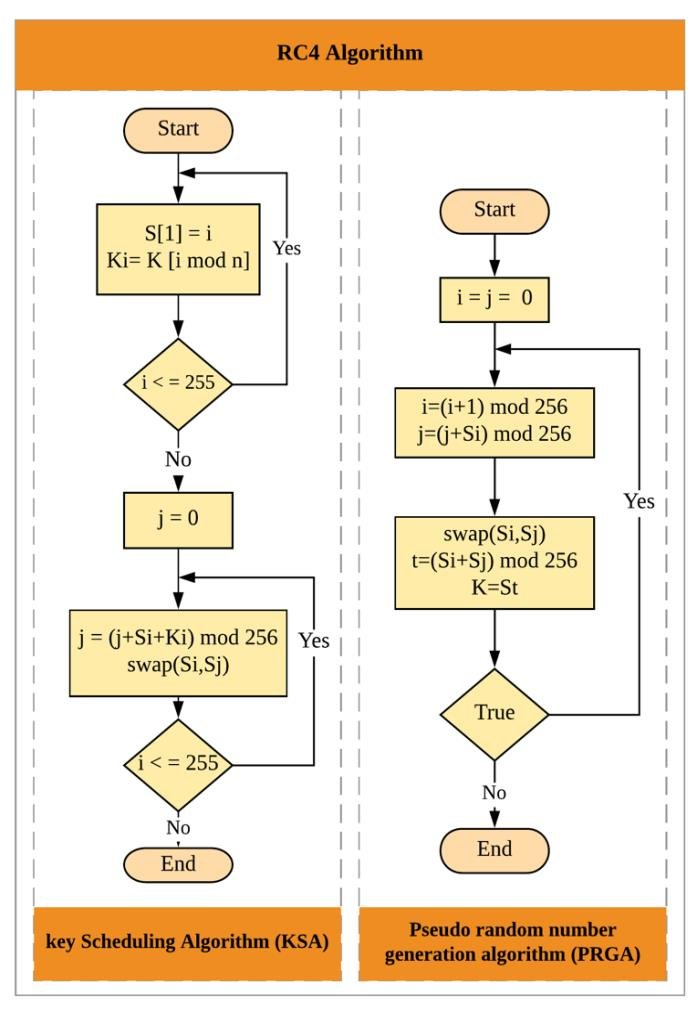 RC4 Algorithm
Start
S[1] = i
Ki= K [i mod n]
Yes
i < = 255
No
j = 0
j = (j+Si+Ki) mod 256
swap(Si,Sj)
Yes
i < = 255
No
End
key Scheduling Algorithm (KSA)
Start
i = j =  0
i=(i+1) mod 256
j=(j+Si) mod 256
Yes
swap(Si,Sj)
t=(Si+Sj) mod 256
K=St
True
No
End
Pseudo random number
generation algorithm (PRGA)